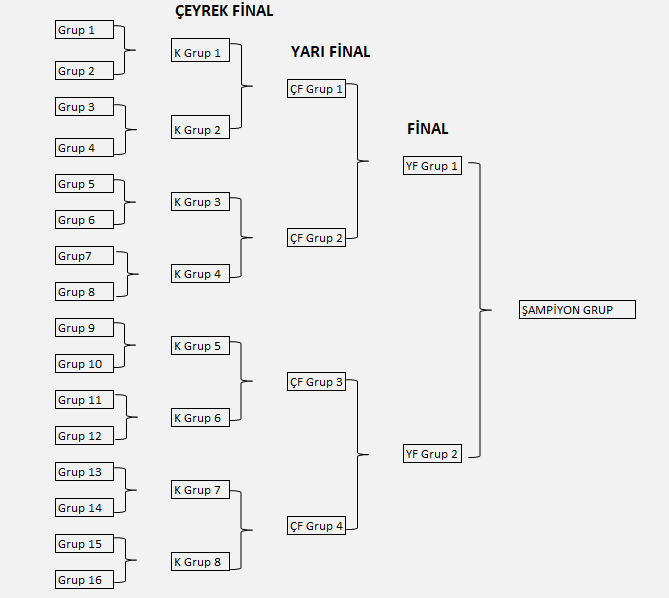 ÇEYREK FİNAL
YARI FİNAL
FİNAL
Grup 1
Grup 2
Grup 3
Grup 4
Grup 5
Grup 6
Grup7
Grup 8
Grup 9
Grup 10
Grup 11
Grup 12
Grup 13
Grup 14
Grup 15
Grup 16
K Grup 1
K Grup 2
K Grup 3
K Grup 4
K Grup 5
K Grup 6
K Grup 7
K Grup 8
ÇF Grup 1
ÇF Grup 2
ÇF Grup 3
ÇF Grup 4
YF Grup 1
YF Grup 2
ŞAMPİYON GRUP